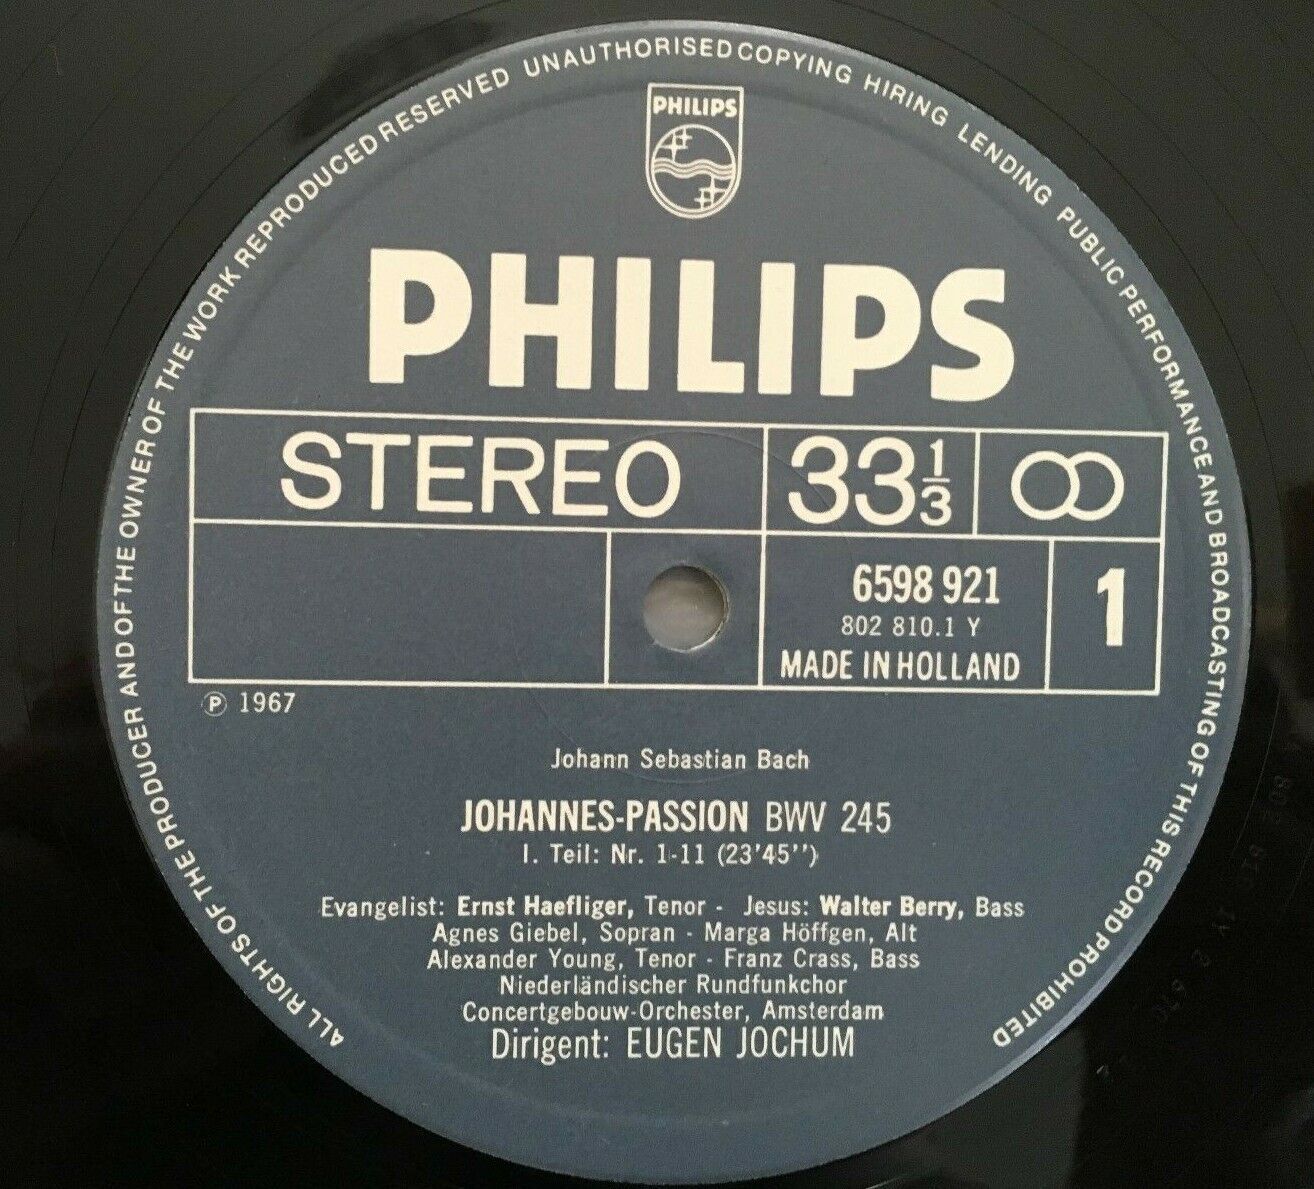 ALL RIGHTS OF THE PRODUCER AND OF THE OWNER OF THE WORK REPRODUCED RESERVED UNAUTHORISED COPYING HIRING LENDING PUBLIC PERFORMANCE AND BROADCASTING OF THIS RECORD PROHIBITED
PHILIPS
PHILIPS
STEREO 33 1/3
6598 921
802 810.1 Y
MADE IN HOLLAND
1
Ⓟ 1967
Johann Sebastian Bach
JOHANNES-PASSION BWV 245
I. Teil: Nr. 1-11 (23'45'')
Evangelist: Ernst Haefliger, Tenor - Jesus: Walter Berry, Bass
Agnes Giebel, Sopran - Marga Höffgen, Alt
Alexander Young, Tenor - Franz Crass, Bass
Niederländischer Rundfunkchor
Concertgebouw-Orchester, Amsterdam
Dirigent: EUGEN JOCHUM